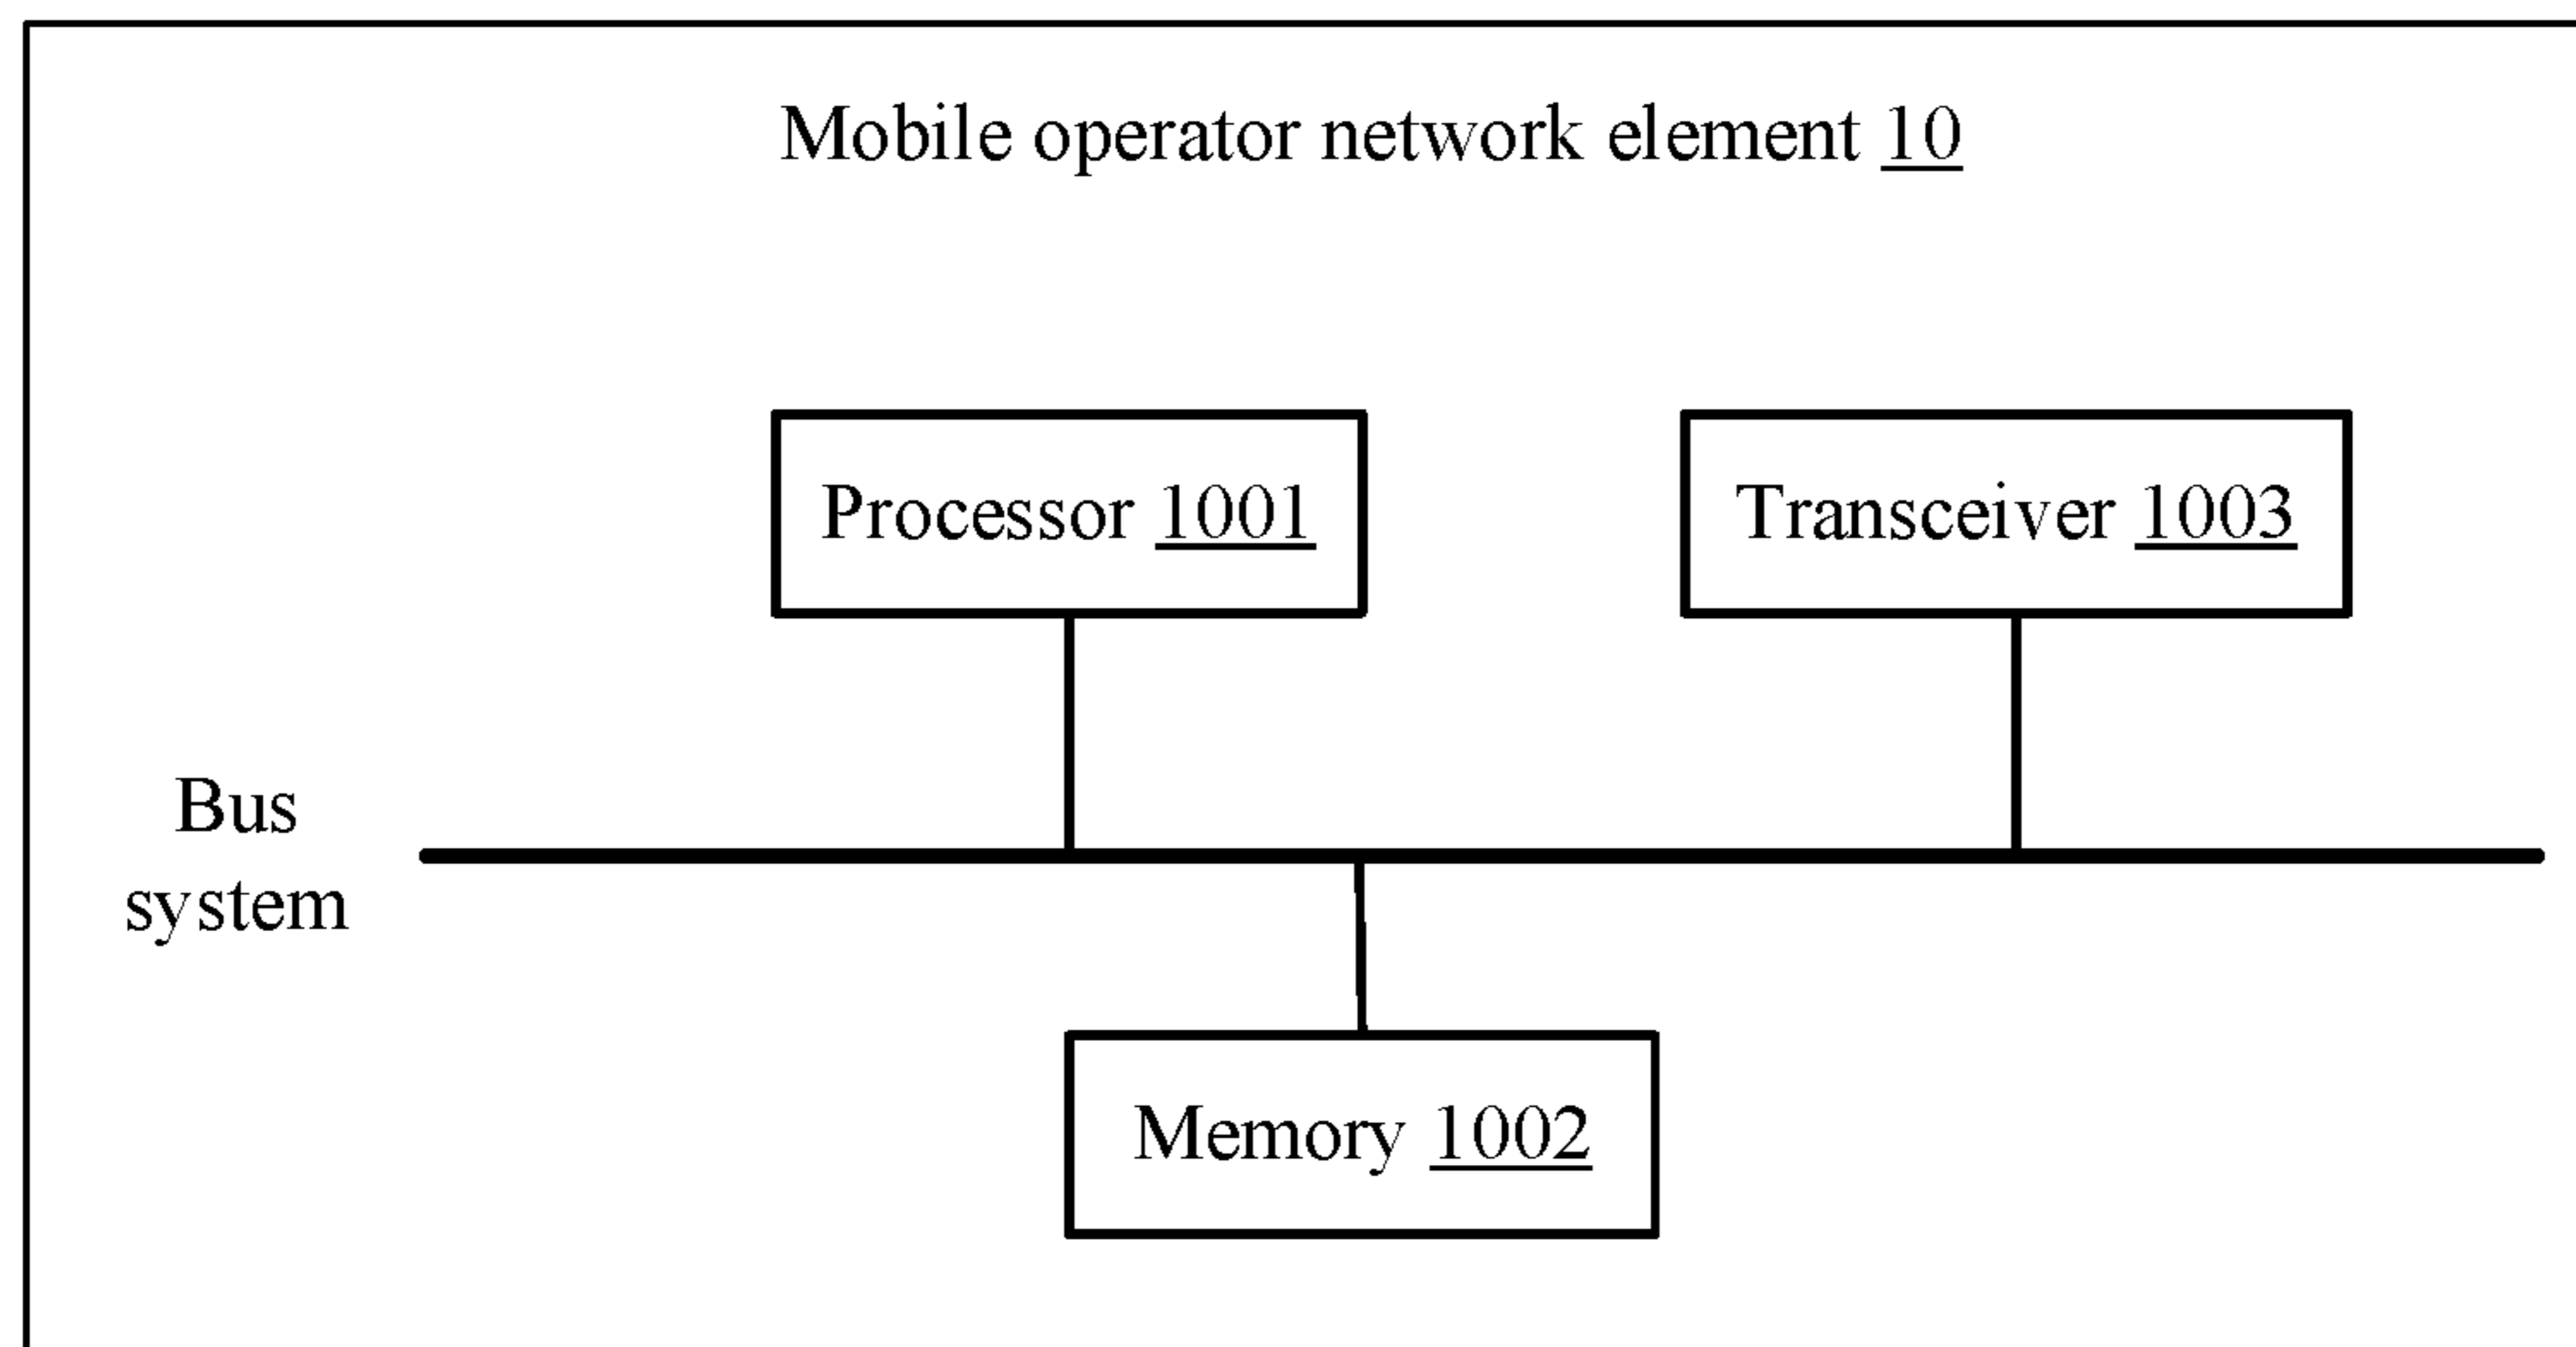 Mobile operator network element 10
Processor 1001
Transceiver 1003
Bus
system
Memory 1002